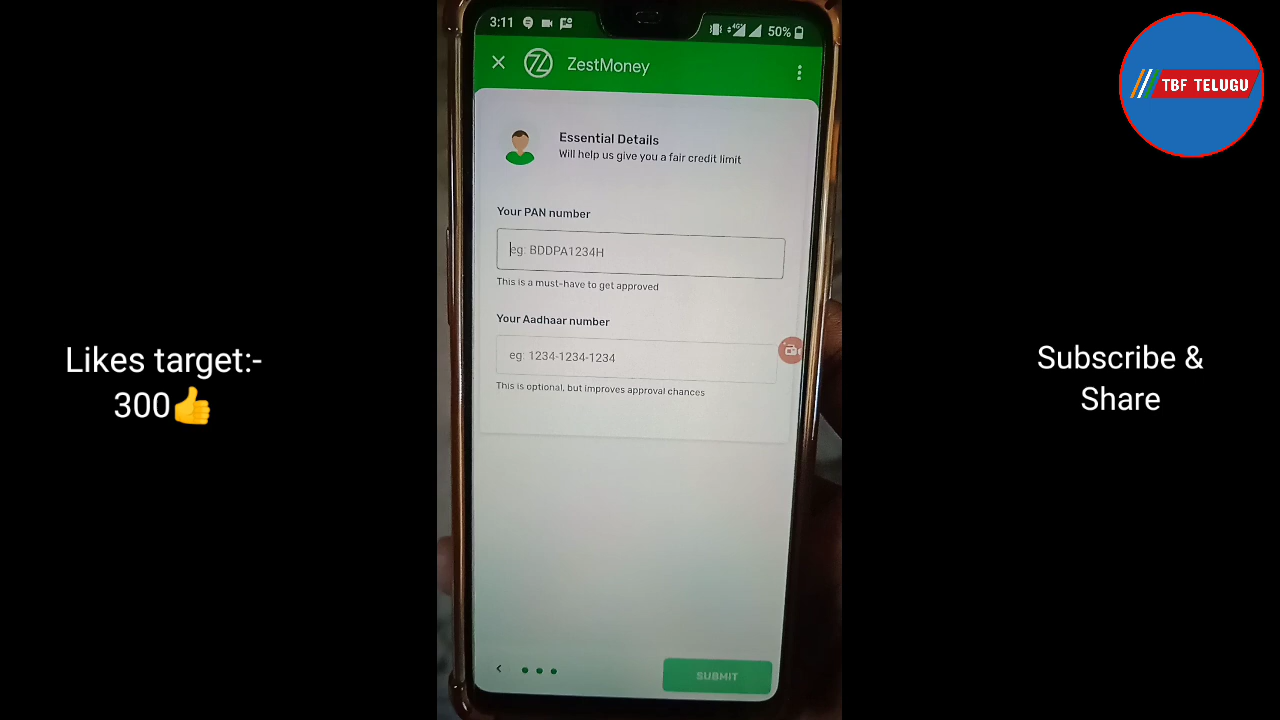 3:11
4G
50%
ZestMoney
TBF TELUGU
Essential Details
Will help us give you a fair credit limit
Your PAN number
eg: BDDPA1234H
This is a must-have to get approved
Your Aadhaar number
eg: 1234-1234-1234
This is optional, but improves approval chances
Likes target:-
300👍
Subscribe &
Share
SUBMIT